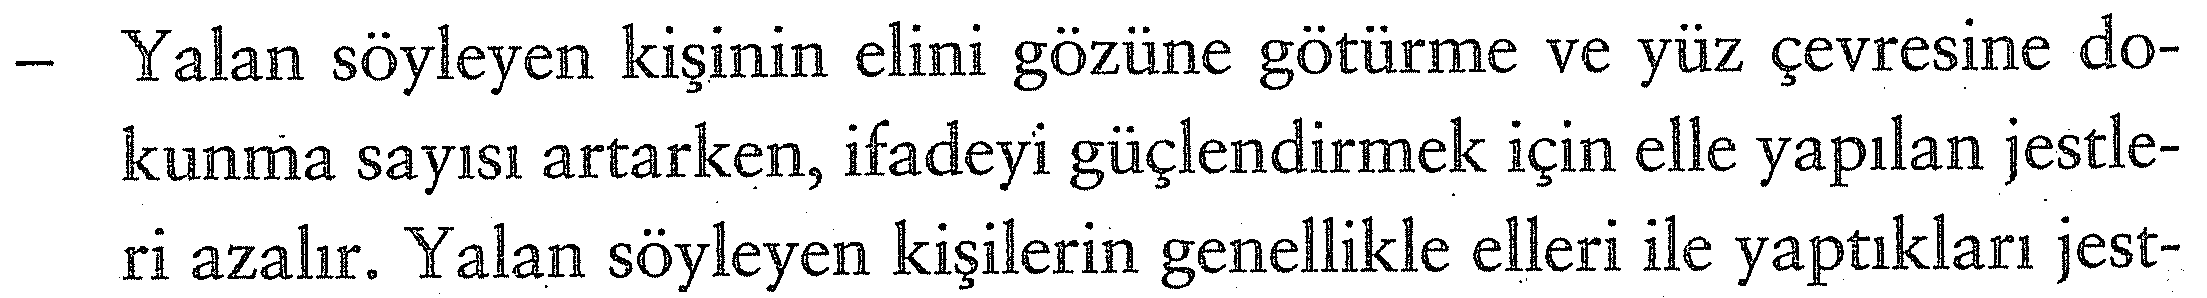 – Yalan söyleyen kişinin elini gözüne götürme ve yüz çevresine do-
kunma sayısı artarken, ifadeyi güçlendirmek için elle yapılan jestle-
ri azalır. Yalan söyleyen kişilerin genellikle elleri ile yaptıkları jest-